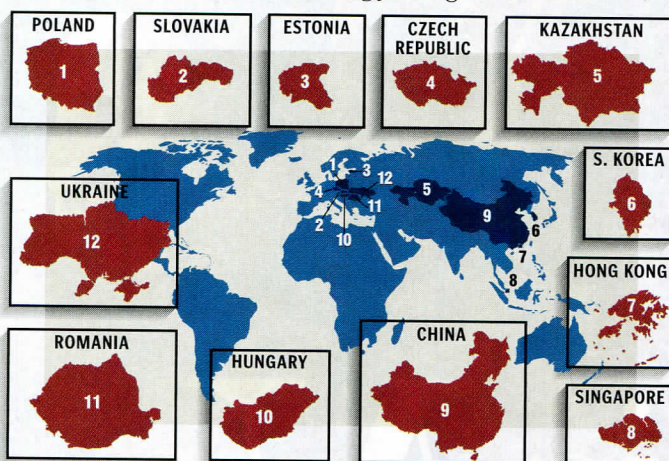 POLAND
1
SLOVAKIA
2
ESTONIA
3
CZECH
REPUBLIC
4
KAZAKHSTAN
5
UKRAINE
12
1
3
4
12
5
11
2
10
9
6
7
8
S. KOREA
6
HONG KONG
7
ROMANIA
11
HUNGARY
10
CHINA
9
SINGAPORE
8